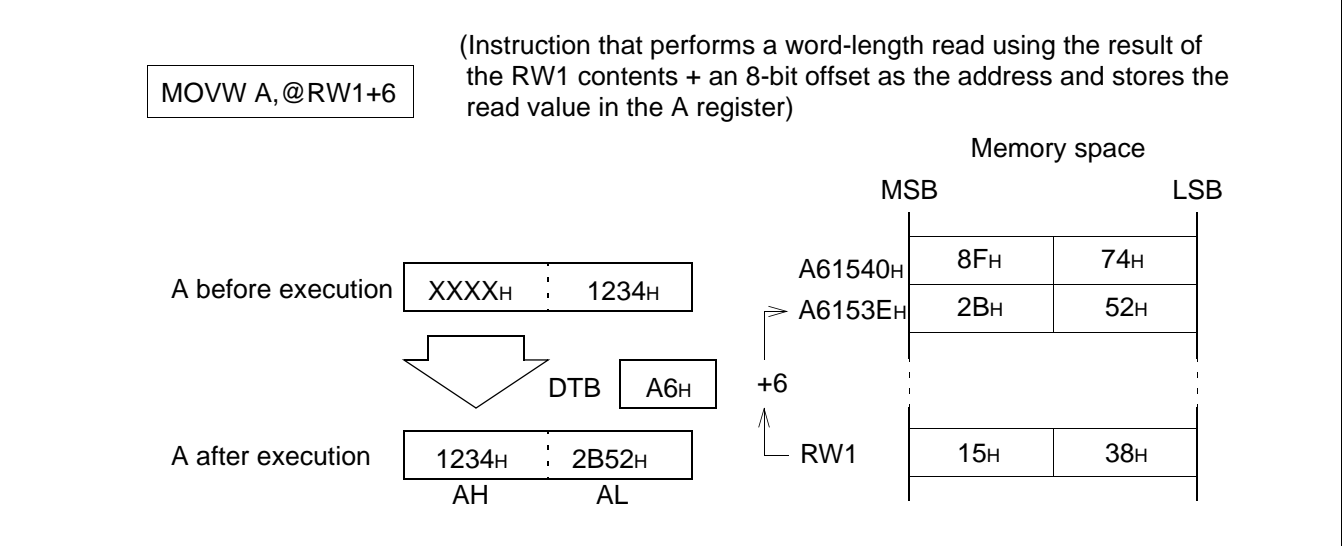 (Instruction that performs a word-length read using the result of
MOVW A,@RW1+6
the RW1 contents + an 8-bit offset as the address and stores the
read value in the A register)
Memory space
MSB LSB
A61540H 8FH 74H
A before execution XXXXH 1234H
A6153EH 2BH 52H
DTB A6H +6
A after execution 1234H 2B52H
RW1 15H 38H
AH AL